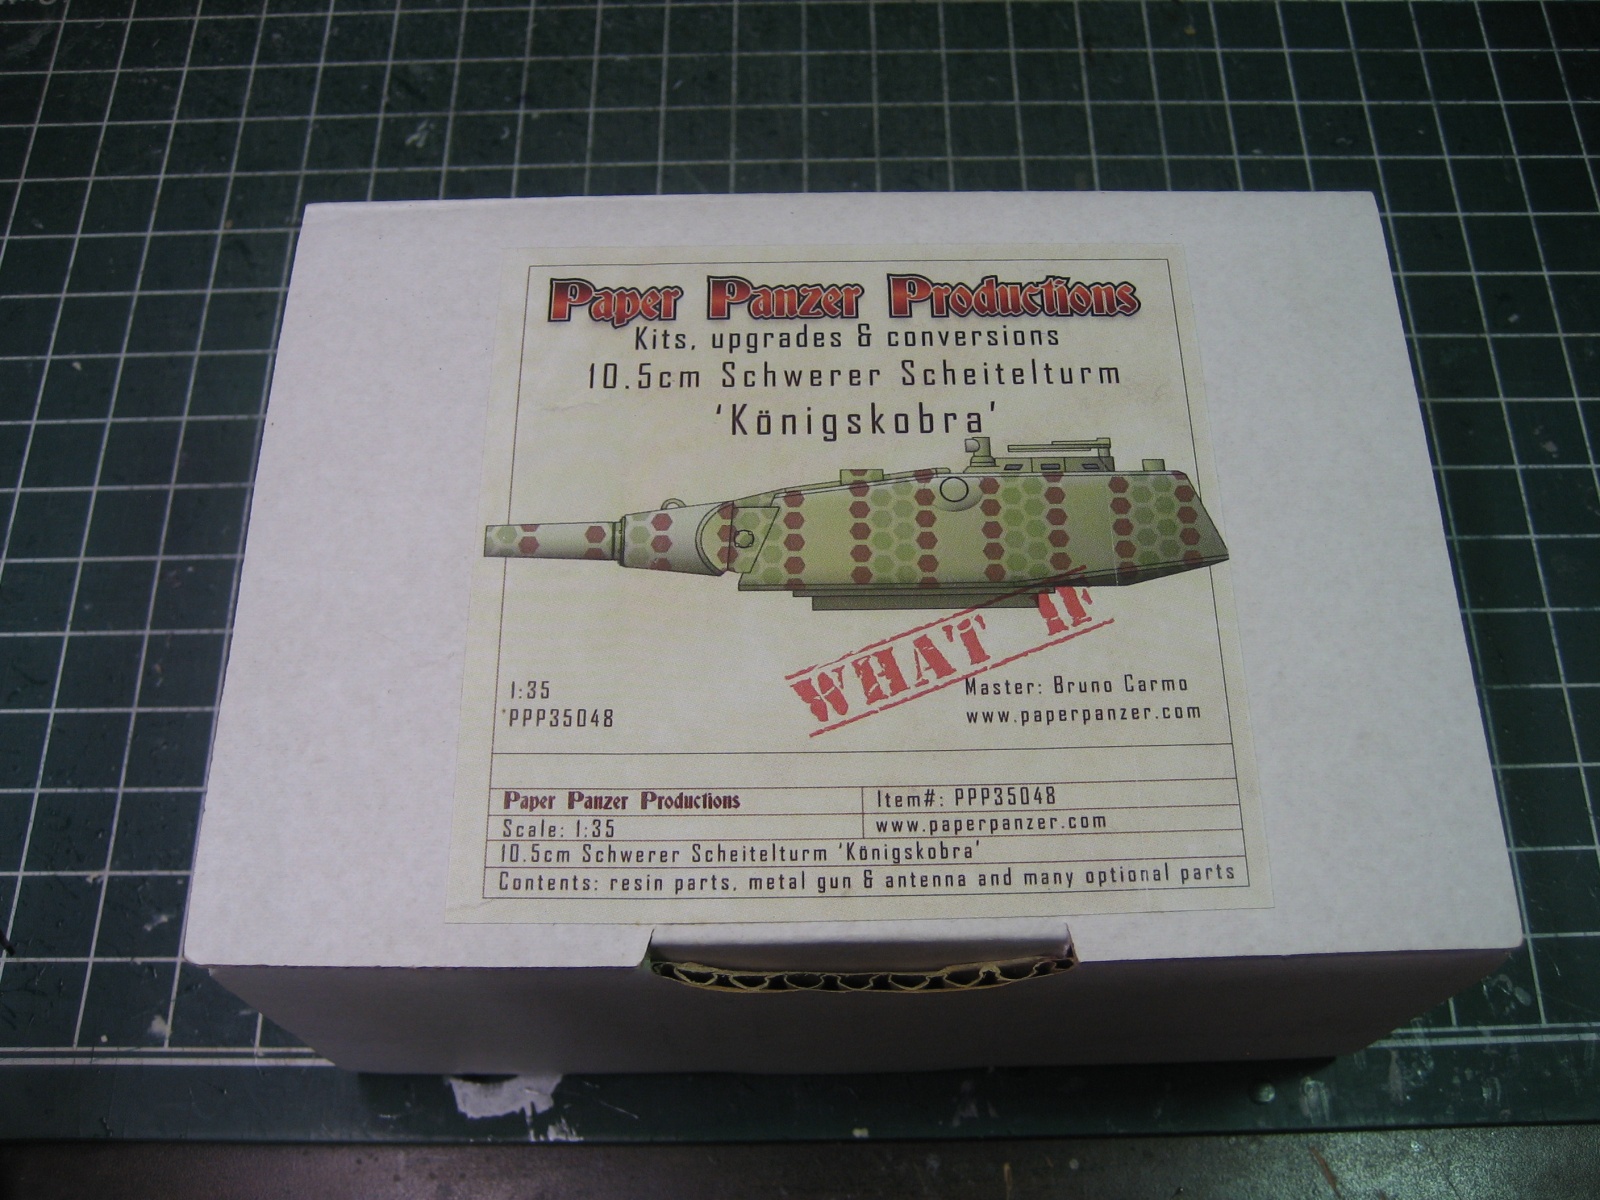 Paper Panzer Productions
Kits, upgrades & conversions
10.5cm Schwerer Scheitelturm
'Königskobra'
WHAT IF
1:35
PPP35048
Master: Bruno Carmo
www.paperpanzer.com
Paper Panzer Productions
Item#: PPP35048
Scale: 1:35
www.paperpanzer.com
10.5cm Schwerer Scheitelturm 'Königskobra'
Contents: resin parts, metal gun & antenna and many optional parts